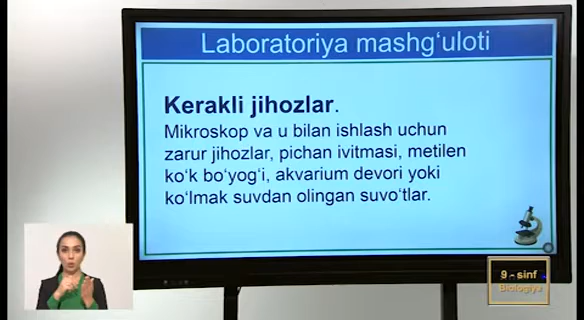 Laboratoriya mashg‘uloti
Kerakli jihozlar.
Mikroskop va u bilan ishlash uchun
zarur jihozlar, pichan ivitmasi, metilen
ko‘k bo‘yog‘i, akvarium devori yoki
ko‘lmak suvdan olingan suvo‘tlar.
9 - sinf
Biologiya